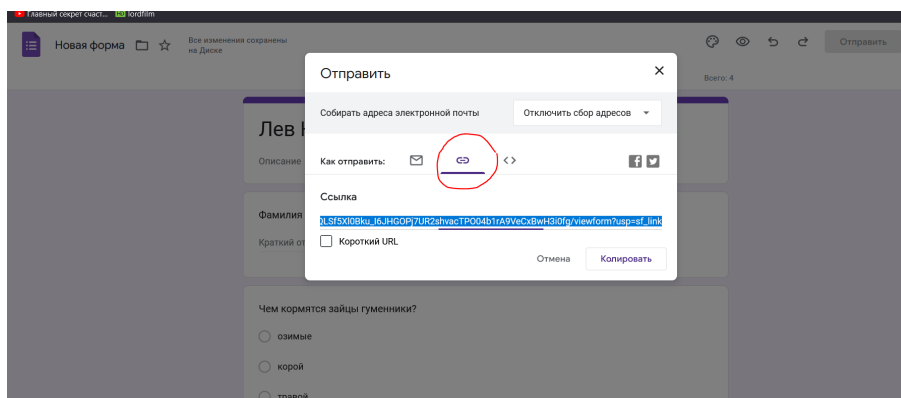 Главный секрет счаст... HD lordfilm
Новая форма
Все изменения сохранены
на Диске
Отправить
Всего: 4
Отправить
Собирать адреса электронной почты
Отключить сбор адресов
Лев
Описание
Как отправить:
< >
Ссылка
Фамилия
QLSf5Xl0Bku_l6JHGOPj7UR2shvacTPO04b1rA9VeCxBwH3i0fg/viewform?usp=sf_link
Краткий от
Короткий URL
Отмена
Копировать
Чем кормятся зайцы гуменники?
озимые
корой
травой